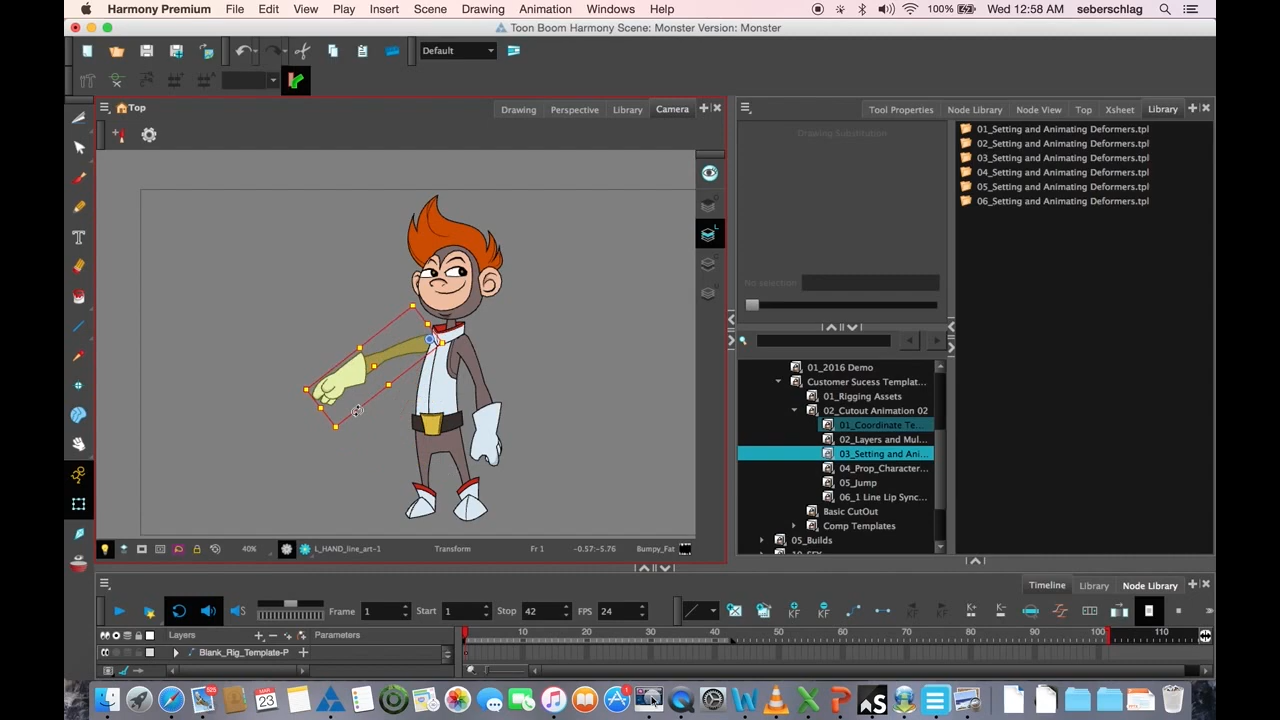 Harmony Premium File Edit View Play Insert Scene Drawing Animation Windows Help 100% Wed 12:58 AM seberschlag
Toon Boom Harmony Scene: Monster Version: Monster
Default
Top Drawing Perspective Library Camera
Tool Properties Node Library Node View Top Xsheet Library
Drawing Substitution
01_Setting and Animating Deformers.tpl
02_Setting and Animating Deformers.tpl
03_Setting and Animating Deformers.tpl
04_Setting and Animating Deformers.tpl
05_Setting and Animating Deformers.tpl
06_Setting and Animating Deformers.tpl
No selection
01_2016 Demo
Customer Sucess Templat...
01_Rigging Assets
02_Cutout Animation 02
01_Coordinate Te...
02_Layers and Mul...
03_Setting and Ani...
04_Prop_Character...
05_Jump
06_1 Line Lip Sync...
Basic CutOut
Comp Templates
05_Builds
40% L_HAND_line_art-1 Transform Fr 1 -0.57:-5.76 Bumpy_Fat
Timeline Library Node Library
Frame 1 Start 1 Stop 42 FPS 24
Layers Parameters 10 20 30 40 50 60 70 80 90 100 110
Blank_Rig_Template-P